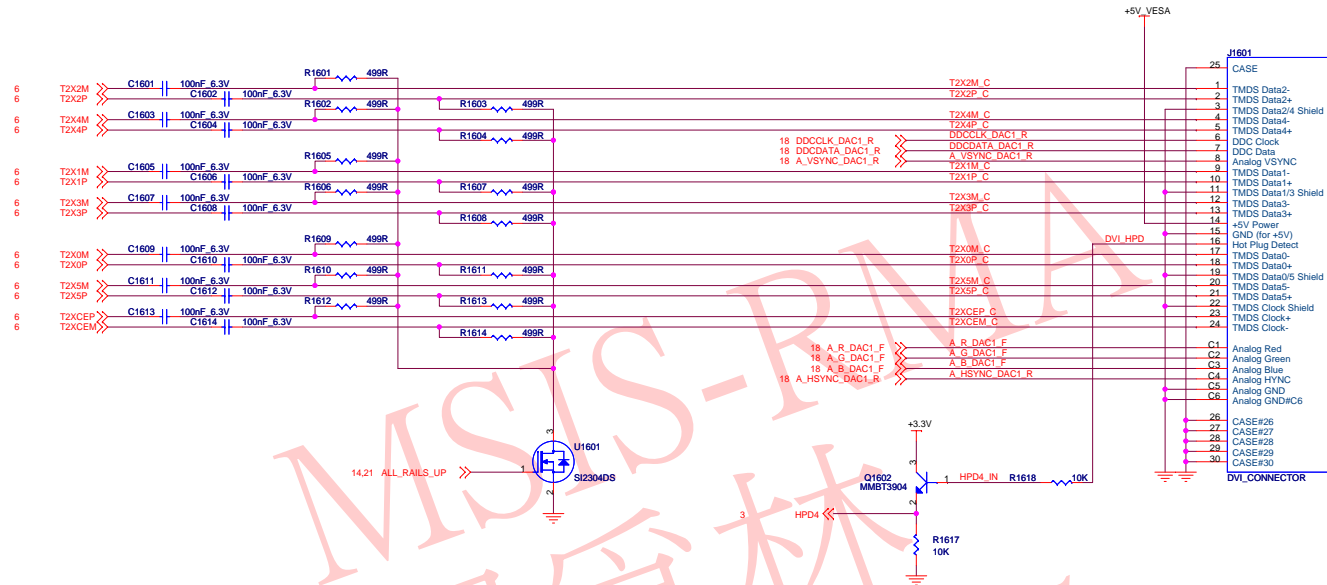 +5V_VESA
J1601
25 CASE
R1601 499R
6 T2X2M C1601 100nF_6.3V T2X2M_C 1 TMDS Data2-
6 T2X2P C1602 100nF_6.3V T2X2P_C 2 TMDS Data2+
R1602 499R R1603 499R 3 TMDS Data2/4 Shield
6 T2X4M C1603 100nF_6.3V T2X4M_C 4 TMDS Data4-
6 T2X4P C1604 100nF_6.3V T2X4P_C 5 TMDS Data4+
R1604 499R 18 DDCCLK_DAC1_R DDCCLK_DAC1_R 6 DDC Clock
18 DDCDATA_DAC1_R DDCDATA_DAC1_R 7 DDC Data
R1605 499R 18 A_VSYNC_DAC1_R A_VSYNC_DAC1_R 8 Analog VSYNC
6 T2X1M C1605 100nF_6.3V T2X1M_C 9 TMDS Data1-
6 T2X1P C1606 100nF_6.3V T2X1P_C 10 TMDS Data1+
R1606 499R R1607 499R 11 TMDS Data1/3 Shield
6 T2X3M C1607 100nF_6.3V T2X3M_C 12 TMDS Data3-
6 T2X3P C1608 100nF_6.3V T2X3P_C 13 TMDS Data3+
R1608 499R 14 +5V Power
15 GND (for +5V)
R1609 499R DVI_HPD 16 Hot Plug Detect
6 T2X0M C1609 100nF_6.3V T2X0M_C 17 TMDS Data0-
6 T2X0P C1610 100nF_6.3V T2X0P_C 18 TMDS Data0+
R1610 499R R1611 499R 19 TMDS Data0/5 Shield
6 T2X5M C1611 100nF_6.3V T2X5M_C 20 TMDS Data5-
6 T2X5P C1612 100nF_6.3V T2X5P_C 21 TMDS Data5+
R1612 499R R1613 499R 22 TMDS Clock Shield
6 T2XCEP C1613 100nF_6.3V T2XCEP_C 23 TMDS Clock+
6 T2XCEM C1614 100nF_6.3V T2XCEM_C 24 TMDS Clock-
R1614 499R
18 A_R_DAC1_F A_R_DAC1_F C1 Analog Red
18 A_G_DAC1_F A_G_DAC1_F C2 Analog Green
18 A_B_DAC1_F A_B_DAC1_F C3 Analog Blue
18 A_HSYNC_DAC1_R A_HSYNC_DAC1_R C4 Analog HYNC
C5 Analog GND
C6 Analog GND#C6
26 CASE#26
27 CASE#27
28 CASE#28
29 CASE#29
30 CASE#30
DVI_CONNECTOR
+3.3V
3 U1601
14,21 ALL_RAILS_UP 1 SI2304DS
2
3
Q1602 1 HPD4_IN R1618 10K
MMBT3904
2
3 HPD4
R1617
10K
MSIS-RMA